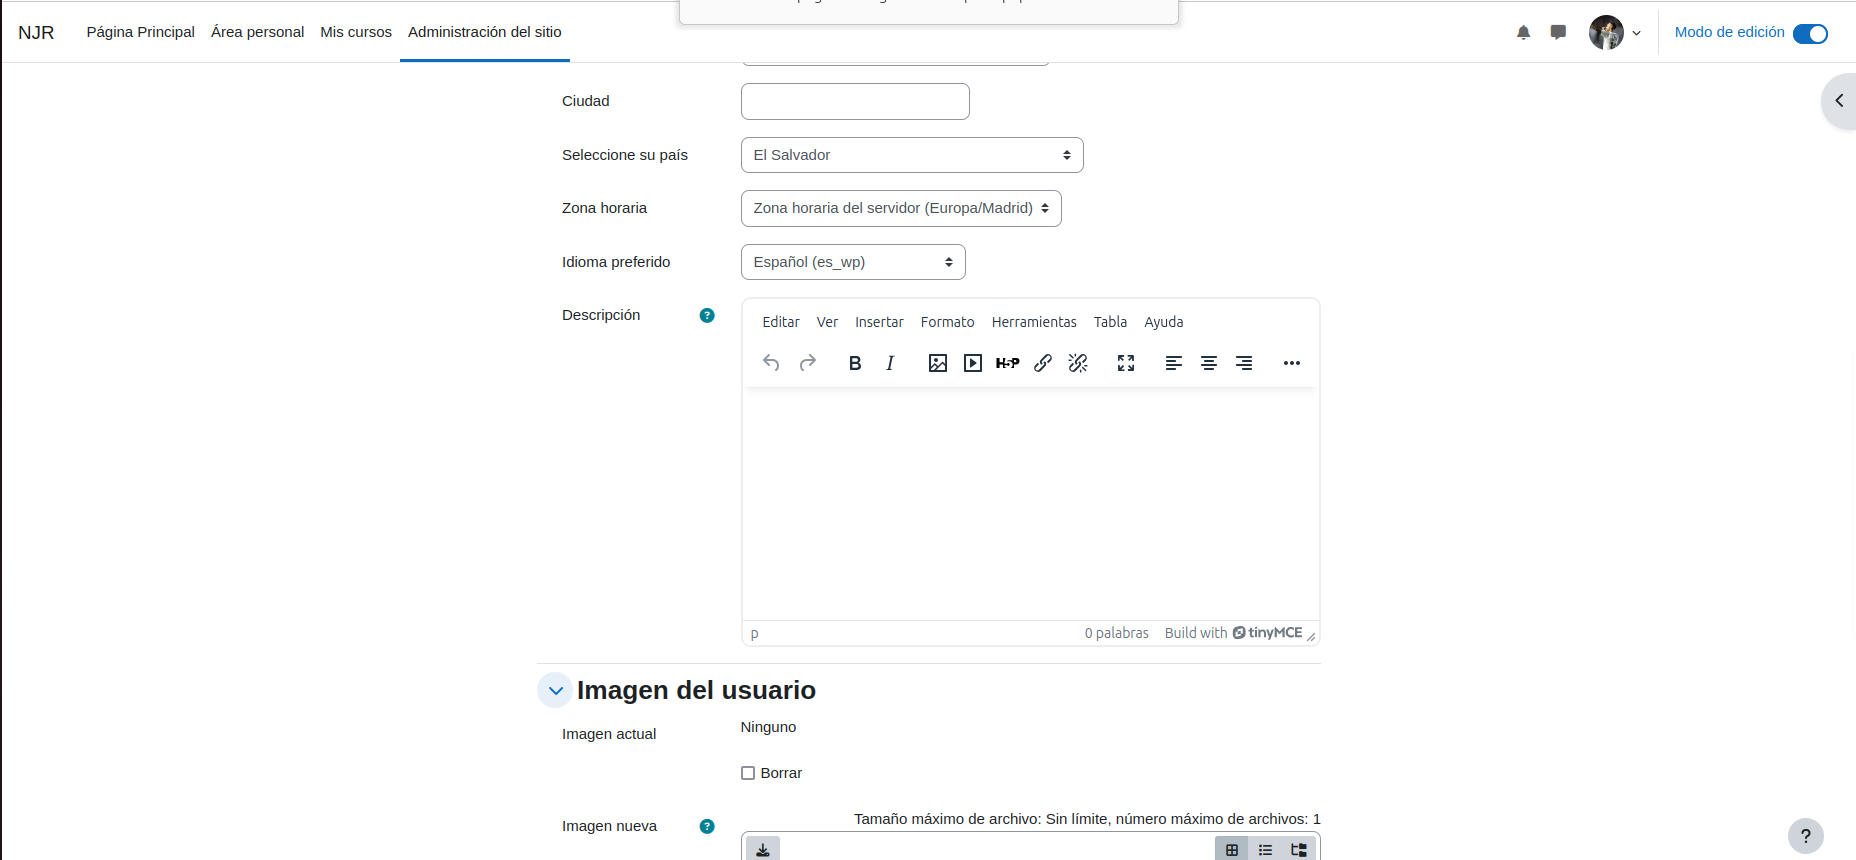 NJR Página Principal Área personal Mis cursos Administración del sitio Modo de edición
Ciudad
Seleccione su país El Salvador
Zona horaria Zona horaria del servidor (Europa/Madrid)
Idioma preferido Español (es_wp)
Descripción ?
Editar Ver Insertar Formato Herramientas Tabla Ayuda
B I H5P
p 0 palabras Build with tinyMCE
Imagen del usuario
Imagen actual Ninguno
Borrar
Tamaño máximo de archivo: Sin límite, número máximo de archivos: 1
Imagen nueva ?
?